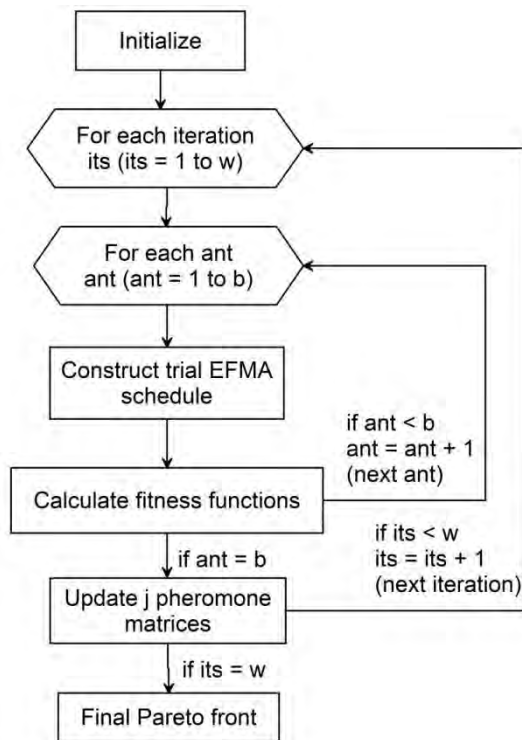 Initialize
For each iteration
its (its = 1 to w)
For each ant
ant (ant = 1 to b)
Construct trial EFMA
schedule
if ant < b
ant = ant + 1
(next ant)
Calculate fitness functions
if its < w
its = its + 1
(next iteration)
if ant = b
Update j pheromone
matrices
if its = w
Final Pareto front